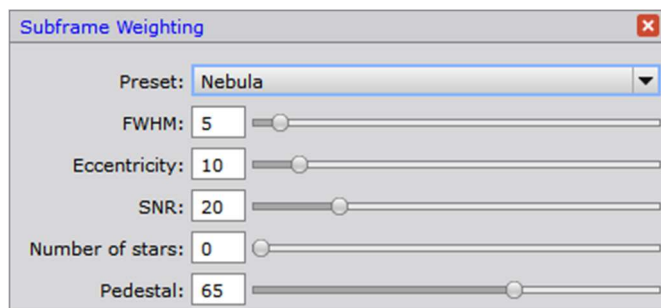 Subframe Weighting
Preset: Nebula
FWHM: 5
Eccentricity: 10
SNR: 20
Number of stars: 0
Pedestal: 65